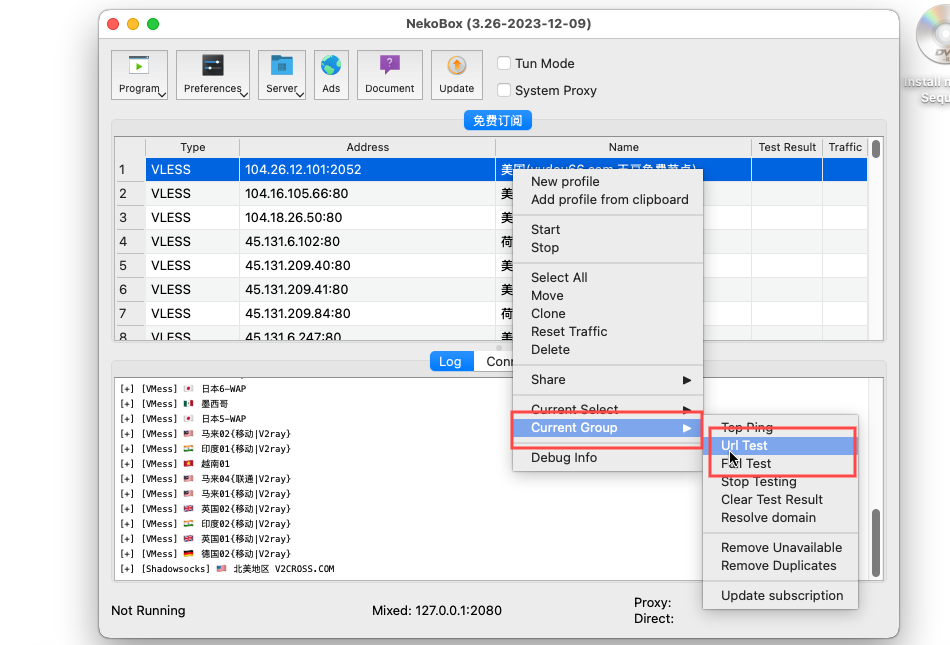 NekoBox (3.26-2023-12-09)
Program
Preferences
Server
Ads
Document
Update
Tun Mode
System Proxy
Install m
Sequ
免费订阅
Type Address Name Test Result Traffic
1 VLESS 104.26.12.101:2052
2 VLESS 104.16.105.66:80 美
3 VLESS 104.18.26.50:80 美
4 VLESS 45.131.6.102:80 荷
5 VLESS 45.131.209.40:80 美
6 VLESS 45.131.209.41:80 美
7 VLESS 45.131.209.84:80 荷
8 VLESS 45.131.6.247:80 美
New profile
Add profile from clipboard
Start
Stop
Select All
Move
Clone
Reset Traffic
Delete
Share
Current Select
Current Group
Debug Info
Tcp Ping
Url Test
Full Test
Stop Testing
Clear Test Result
Resolve domain
Remove Unavailable
Remove Duplicates
Update subscription
Log Conn
[+] [VMess] 🇯🇵 日本6-WAP
[+] [VMess] 🇲🇽 墨西哥
[+] [VMess] 🇯🇵 日本5-WAP
[+] [VMess] 🇲🇾 马来02{移动|V2ray}
[+] [VMess] 🇮🇳 印度01{移动|V2ray}
[+] [VMess] 🇻🇳 越南01
[+] [VMess] 🇲🇾 马来04{联通|V2ray}
[+] [VMess] 🇲🇾 马来01{移动|V2ray}
[+] [VMess] 🇬🇧 英国02{移动|V2ray}
[+] [VMess] 🇮🇳 印度02{移动|V2ray}
[+] [VMess] 🇬🇧 英国01{移动|V2ray}
[+] [VMess] 🇩🇪 德国02{移动|V2ray}
[+] [Shadowsocks] 🇺🇸 北美地区 V2CROSS.COM
Not Running
Mixed: 127.0.0.1:2080
Proxy:
Direct: